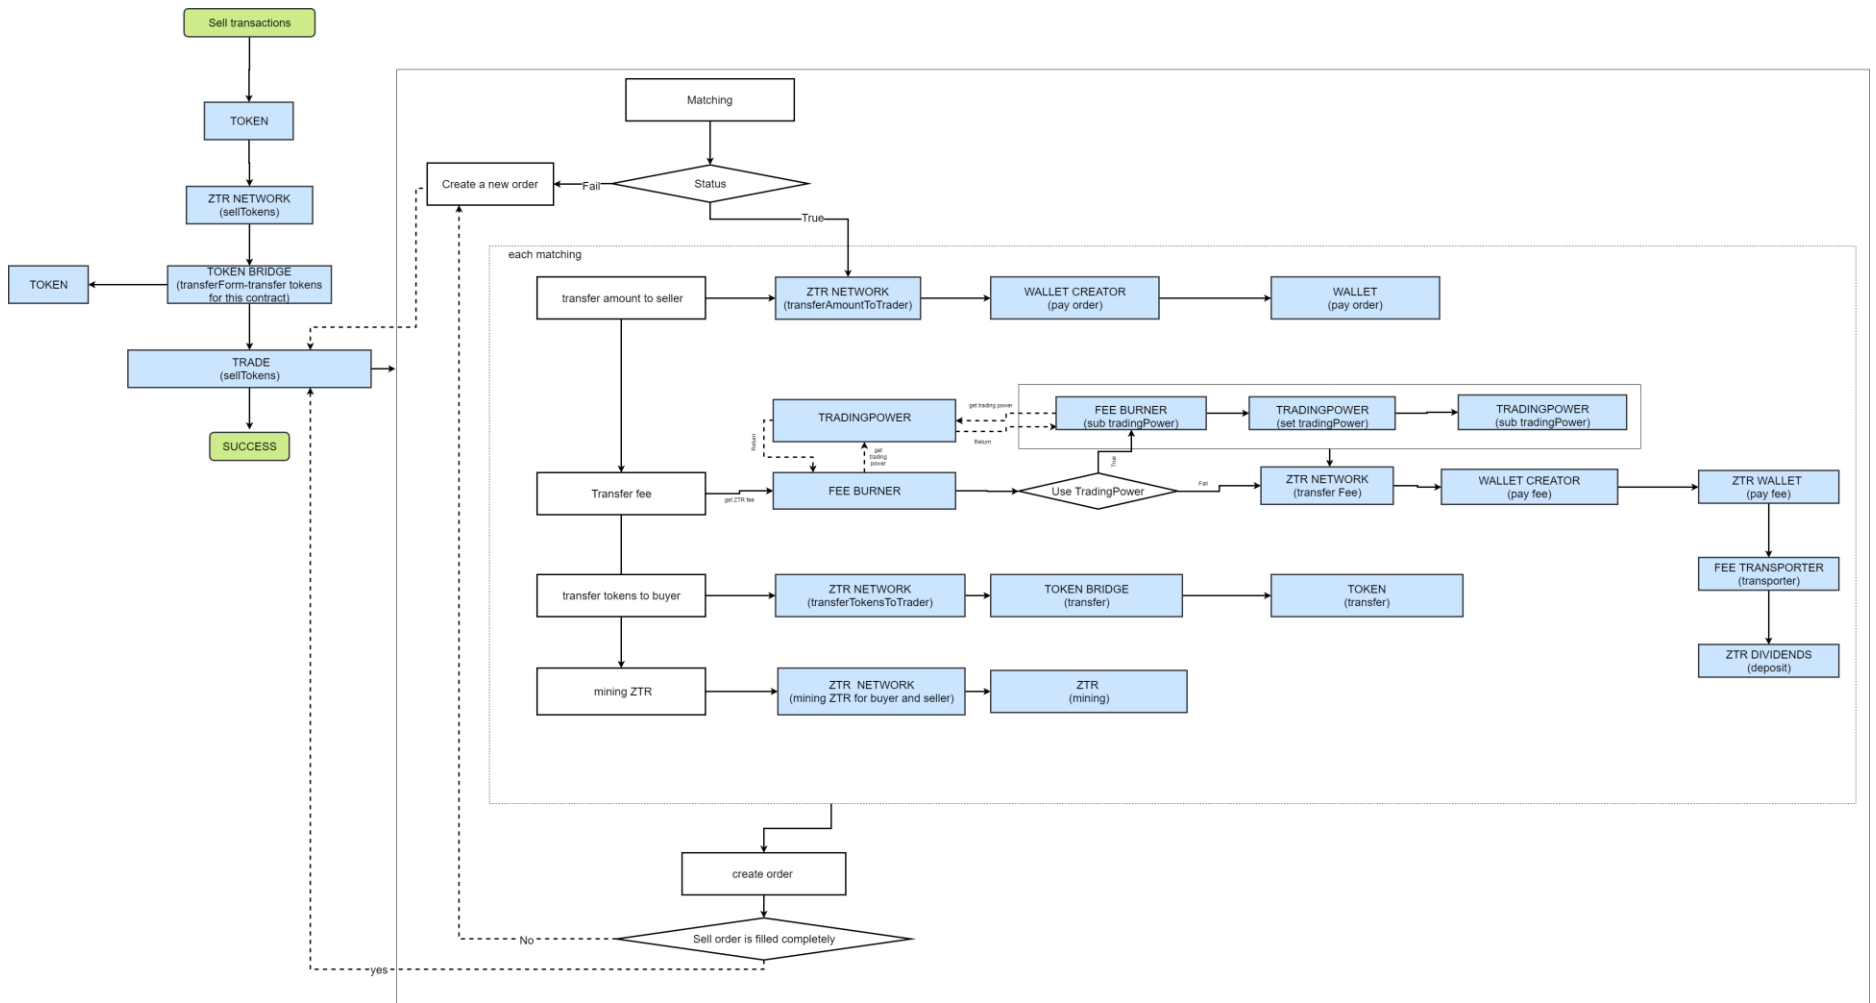 Sell transactions
TOKEN
ZTR NETWORK
(sellTokens)
TOKEN
TOKEN BRIDGE
(transferForm-transfer tokens
for this contract)
TRADE
(sellTokens)
SUCCESS
Matching
Create a new order
Fail
Status
True
each matching
transfer amount to seller
ZTR NETWORK
(transferAmountToTrader)
WALLET CREATOR
(pay order)
WALLET
(pay order)
TRADINGPOWER
get trading power
Return
FEE BURNER
(sub tradingPower)
TRADINGPOWER
(set tradingPower)
TRADINGPOWER
(sub tradingPower)
Return
get
trading
power
True
Transfer fee
get ZTR fee
FEE BURNER
Use TradingPower
Fail
ZTR NETWORK
(transfer Fee)
WALLET CREATOR
(pay fee)
ZTR WALLET
(pay fee)
FEE TRANSPORTER
(transporter)
ZTR DIVIDENDS
(deposit)
transfer tokens to buyer
ZTR NETWORK
(transferTokensToTrader)
TOKEN BRIDGE
(transfer)
TOKEN
(transfer)
mining ZTR
ZTR NETWORK
(mining ZTR for buyer and seller)
ZTR
(mining)
create order
Sell order is filled completely
No
yes